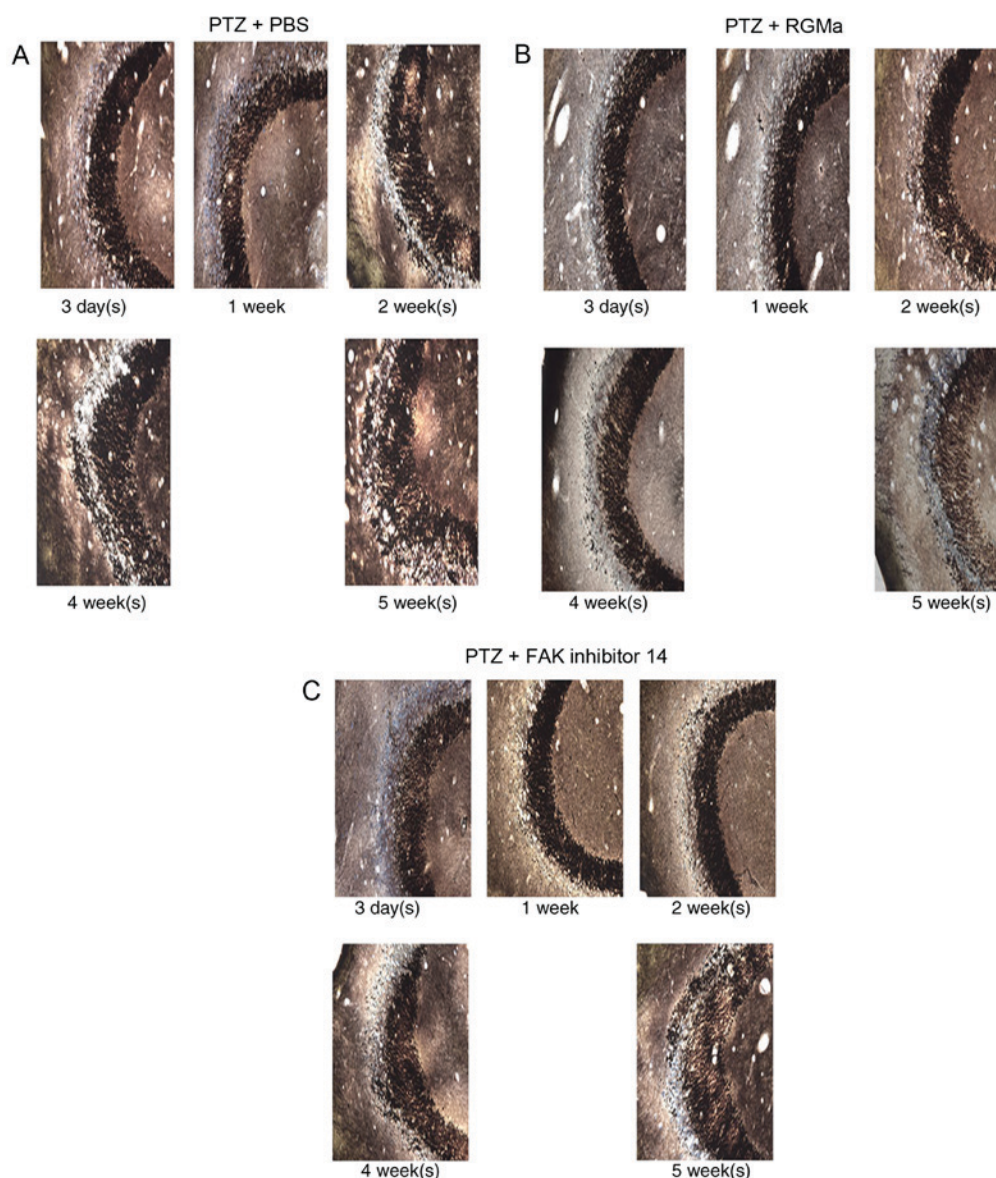 PTZ + PBS
A
3 day(s)
1 week
2 week(s)
4 week(s)
5 week(s)
PTZ + RGMa
B
3 day(s)
1 week
2 week(s)
4 week(s)
5 week(s)
PTZ + FAK inhibitor 14
C
3 day(s)
1 week
2 week(s)
4 week(s)
5 week(s)